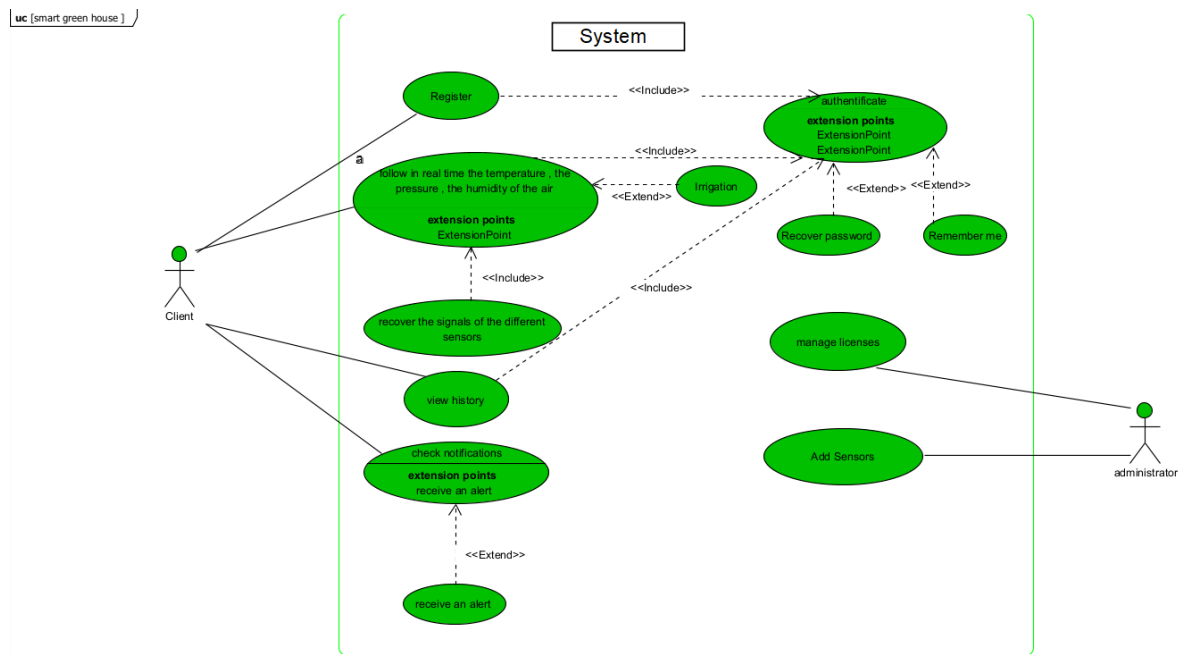 uc [smart green house ]
System
Register
<<Include>>
authentificate
extension points
ExtensionPoint
ExtensionPoint
a
<<Include>>
follow in real time the temperature , the
pressure , the humidity of the air
extension points
ExtensionPoint
Irrigation
<<Extend>>
<<Extend>>
<<Extend>>
Recover password
Remember me
<<Include>>
<<Include>>
Client
recover the signals of the different
sensors
manage licenses
view history
check notifications
extension points
receive an alert
Add Sensors
administrator
<<Extend>>
receive an alert